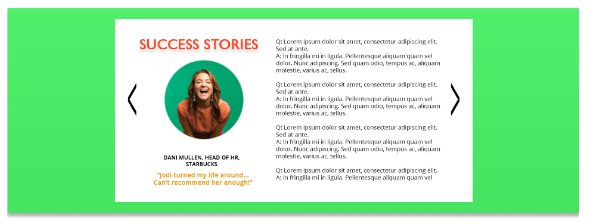 SUCCESS STORIES
DANI MULLEN, HEAD OF HR,
STARBUCKS
"Jodi turned my life around...
Can't recommend her enough!"
Q: Lorem ipsum dolor sit amet, consectetur adipiscing elit.
Sed at ante.
A: In fringilla mi in ligula. Pellentesque aliquam quam vel
dolor. Nunc adipiscing. Sed quam odio, tempus ac, aliquam
molestie, varius ac, tellus.
Q: Lorem ipsum dolor sit amet, consectetur adipiscing elit.
Sed at ante.
A: In fringilla mi in ligula. Pellentesque aliquam quam vel
dolor. Nunc adipiscing. Sed quam odio, tempus ac, aliquam
molestie, varius ac, tellus.
Q: Lorem ipsum dolor sit amet, consectetur adipiscing elit.
Sed at ante.
A: In fringilla mi in ligula. Pellentesque aliquam quam vel
dolor. Nunc adipiscing. Sed quam odio, tempus ac, aliquam
molestie, varius ac, tellus.
Q: Lorem ipsum dolor sit amet, consectetur adipiscing elit.
A: In fringilla mi in ligula. Pellentesque aliquam quam vel